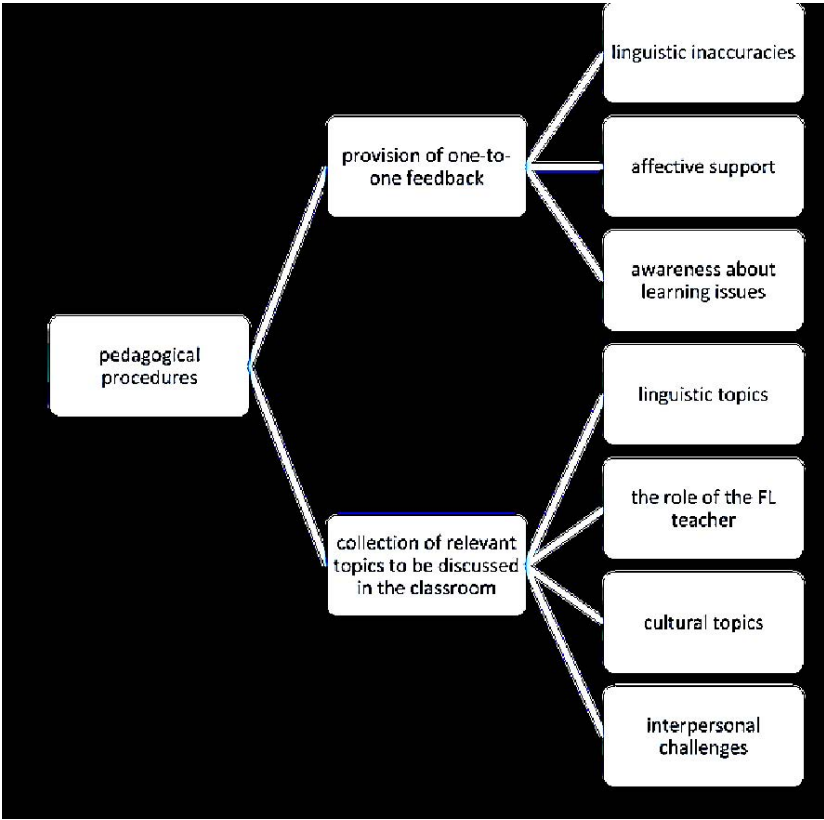 linguistic inaccuracies
provision of one-to-
one feedback
affective support
awareness about
learning issues
pedagogical
procedures
linguistic topics
the role of the FL
teacher
collection of relevant
topics to be discussed
in the classroom
cultural topics
interpersonal
challenges